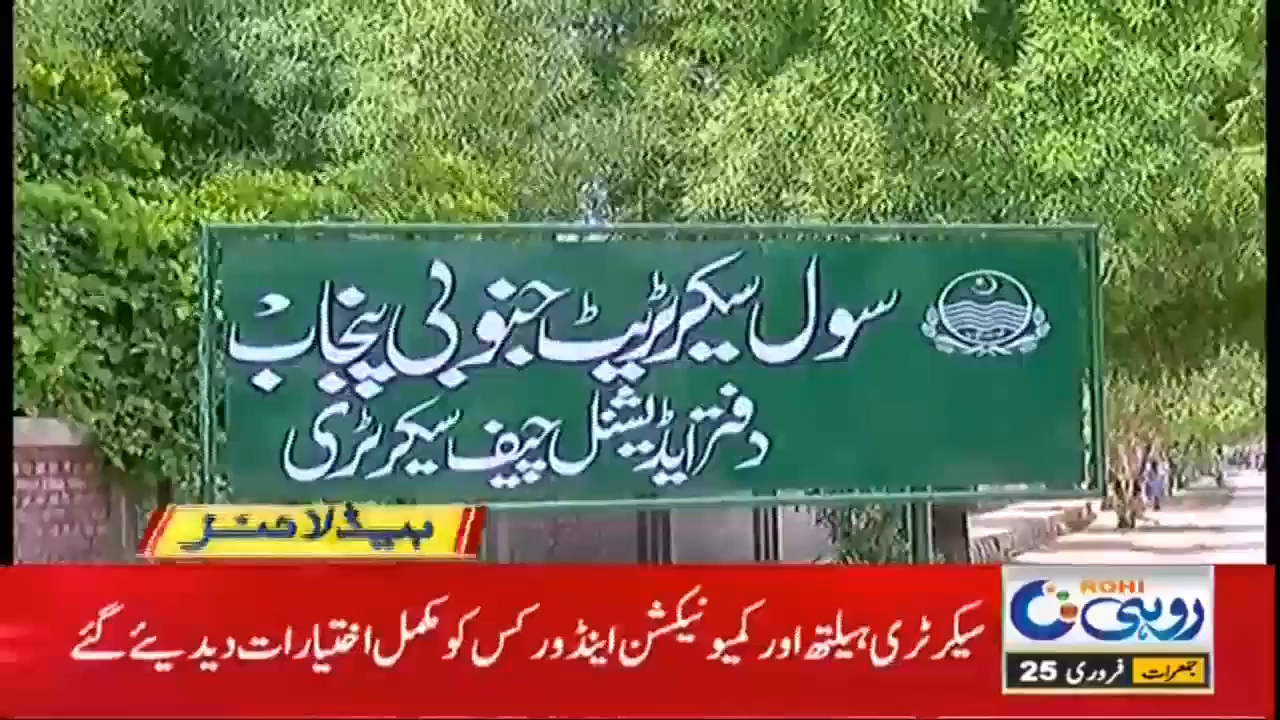 سول سیکرٹریٹ جنوبی پنجاب
دفتر ایڈیشنل چیف سیکرٹری
ہیڈلائنز
سیکرٹری ہیلتھ اور کمیونیکشن اینڈ ورکس کو مکمل اختیارات دیدیئے گئے
ROHI
روہی
جمعرات فروری 25